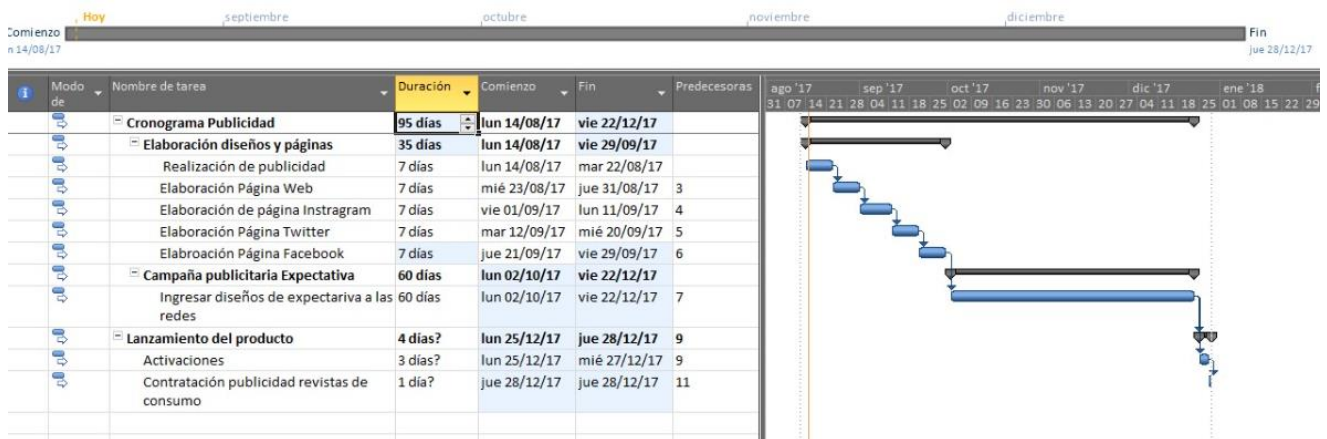 Hoy septiembre octubre noviembre diciembre
Comienzo Fin
14/08/17 jue 28/12/17
Modo de Nombre de tarea Duración Comienzo Fin Predecesoras ago '17 sep '17 oct '17 nov '17 dic '17 ene '18
31 07 14 21 28 04 11 18 25 02 09 16 23 30 06 13 20 27 04 11 18 25 01 08 15 22 29
Cronograma Publicidad 95 días lun 14/08/17 vie 22/12/17
Elaboración diseños y páginas 35 días lun 14/08/17 vie 29/09/17
Realización de publicidad 7 días lun 14/08/17 mar 22/08/17
Elaboración Página Web 7 días mié 23/08/17 jue 31/08/17 3
Elaboración de página Instragram 7 días vie 01/09/17 lun 11/09/17 4
Elaboración Página Twitter 7 días mar 12/09/17 mié 20/09/17 5
Elabroación Página Facebook 7 días jue 21/09/17 vie 29/09/17 6
Campaña publicitaria Expectativa 60 días lun 02/10/17 vie 22/12/17
Ingresar diseños de expectariva a las 60 días lun 02/10/17 vie 22/12/17 7
redes
Lanzamiento del producto 4 días? lun 25/12/17 jue 28/12/17 9
Activaciones 3 días? lun 25/12/17 mié 27/12/17 9
Contratación publicidad revistas de 1 día? jue 28/12/17 jue 28/12/17 11
consumo